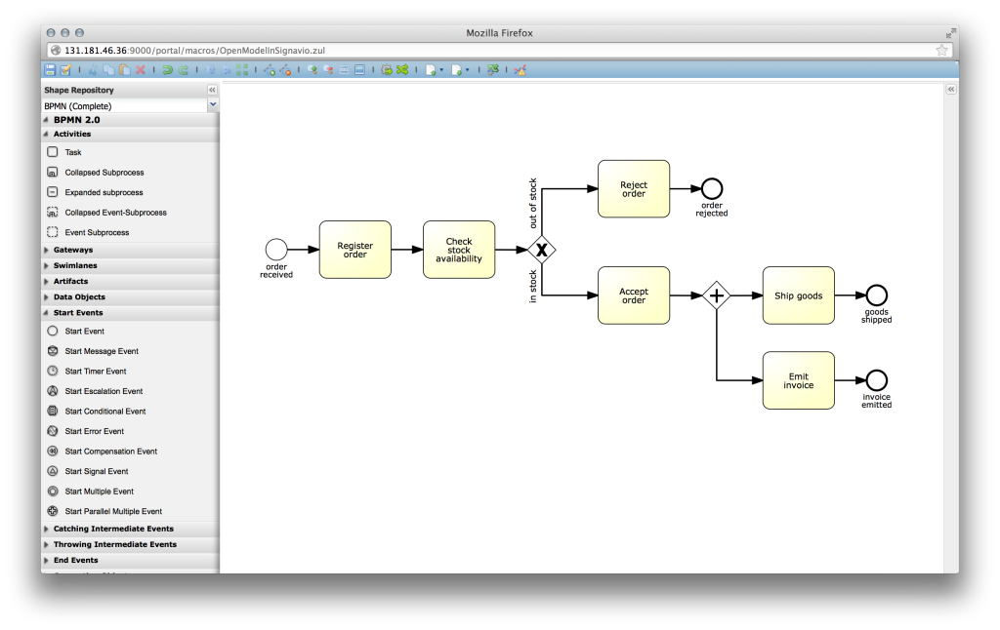 Mozilla Firefox
131.181.46.36:9000/portal/macros/OpenModelInSignavio.zul
Shape Repository
BPMN (Complete)
BPMN 2.0
Activities
Task
Collapsed Subprocess
Expanded subprocess
Collapsed Event-Subprocess
Event Subprocess
Gateways
Swimlanes
Artifacts
Data Objects
Start Events
Start Event
Start Message Event
Start Timer Event
Start Escalation Event
Start Conditional Event
Start Error Event
Start Compensation Event
Start Signal Event
Start Multiple Event
Start Parallel Multiple Event
Catching Intermediate Events
Throwing Intermediate Events
End Events
order
received
Register
order
Check
stock
availability
out of stock
in stock
Reject
order
order
rejected
Accept
order
Ship goods
goods
shipped
Emit
invoice
invoice
emitted